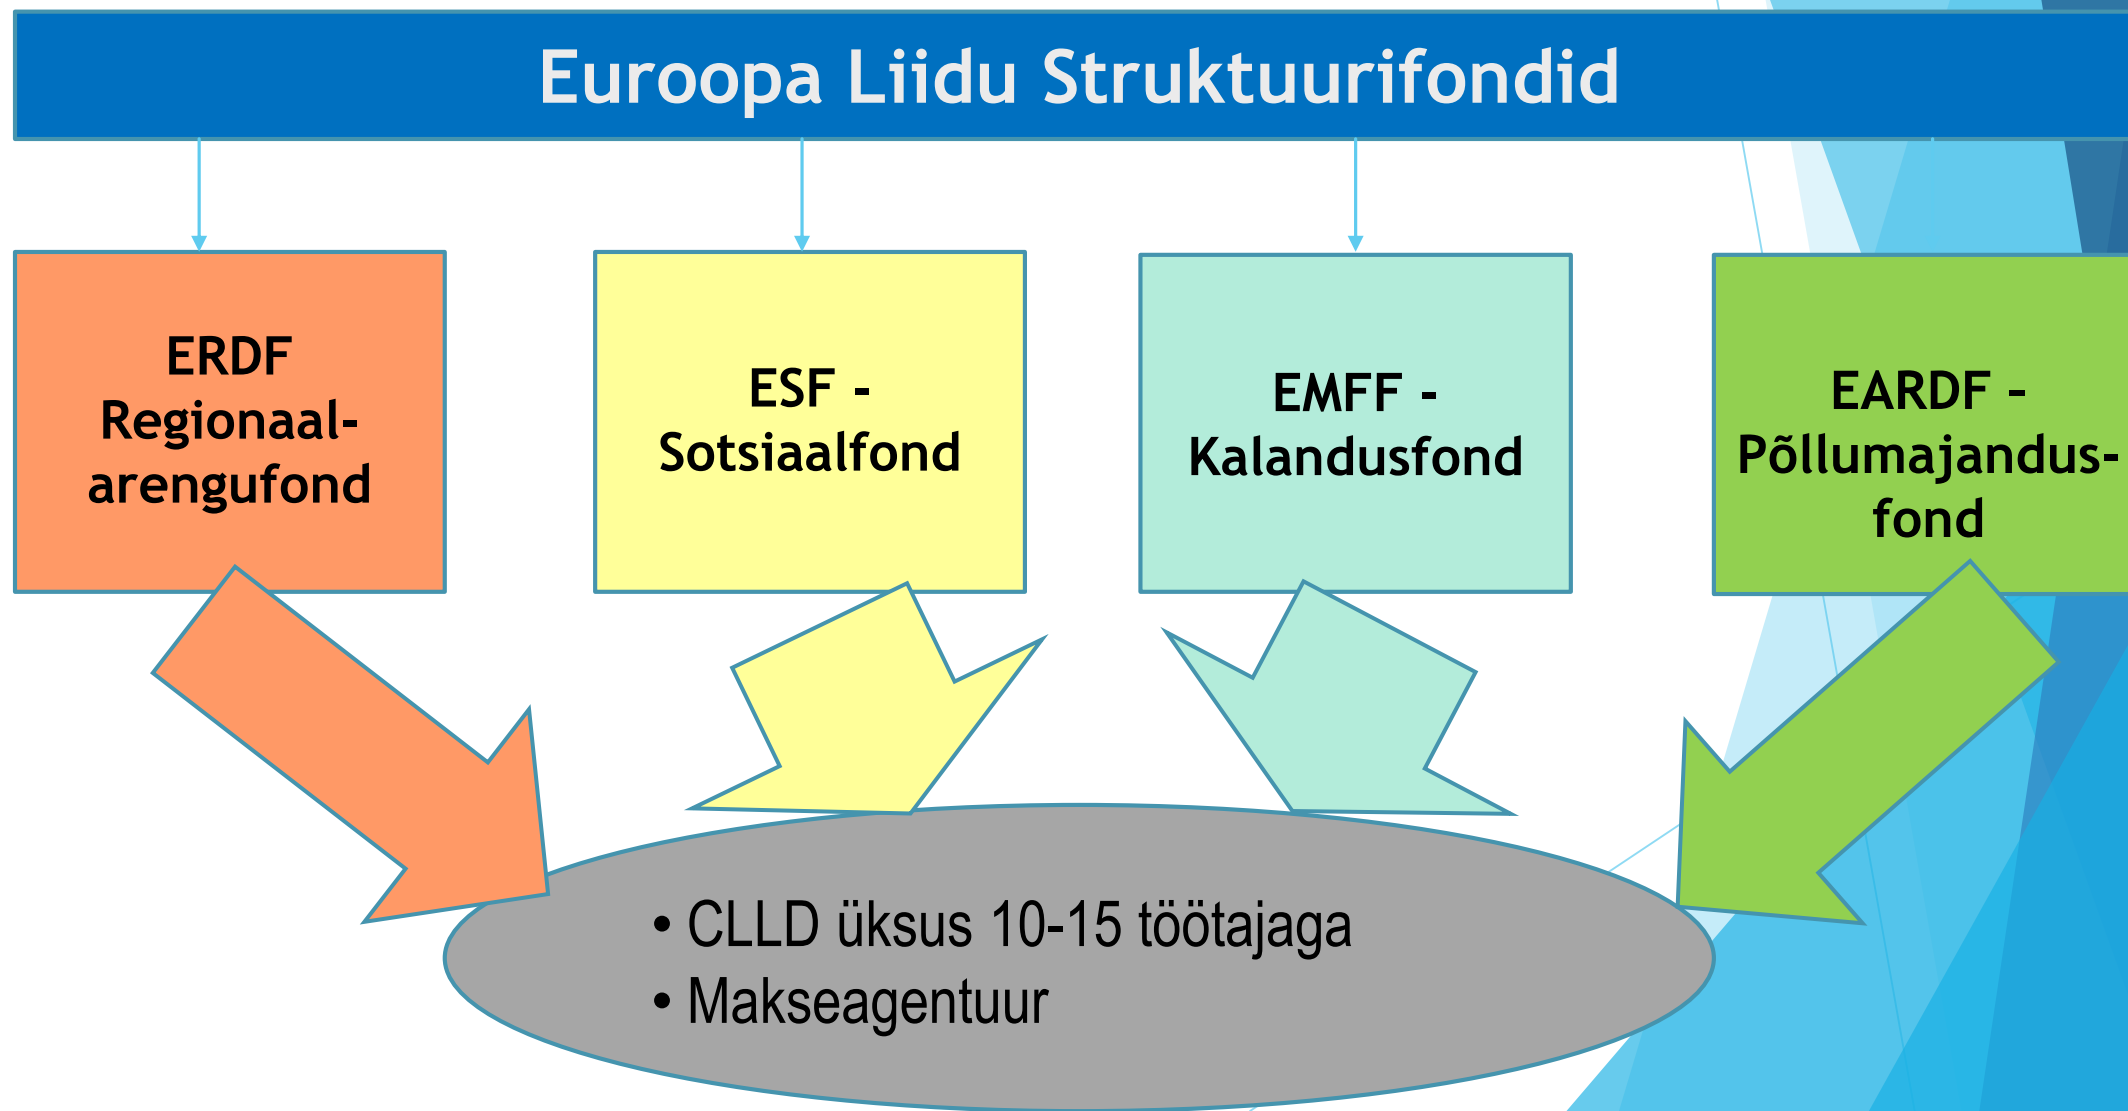 Euroopa Liidu Struktuurifondid
ERDF
Regionaal-
arengufond
ESF -
Sotsiaalfond
EMFF -
Kalandusfond
EARDF –
Põllumajandus-
fond
• CLLD üksus 10-15 töötajaga
• Makseagentuur